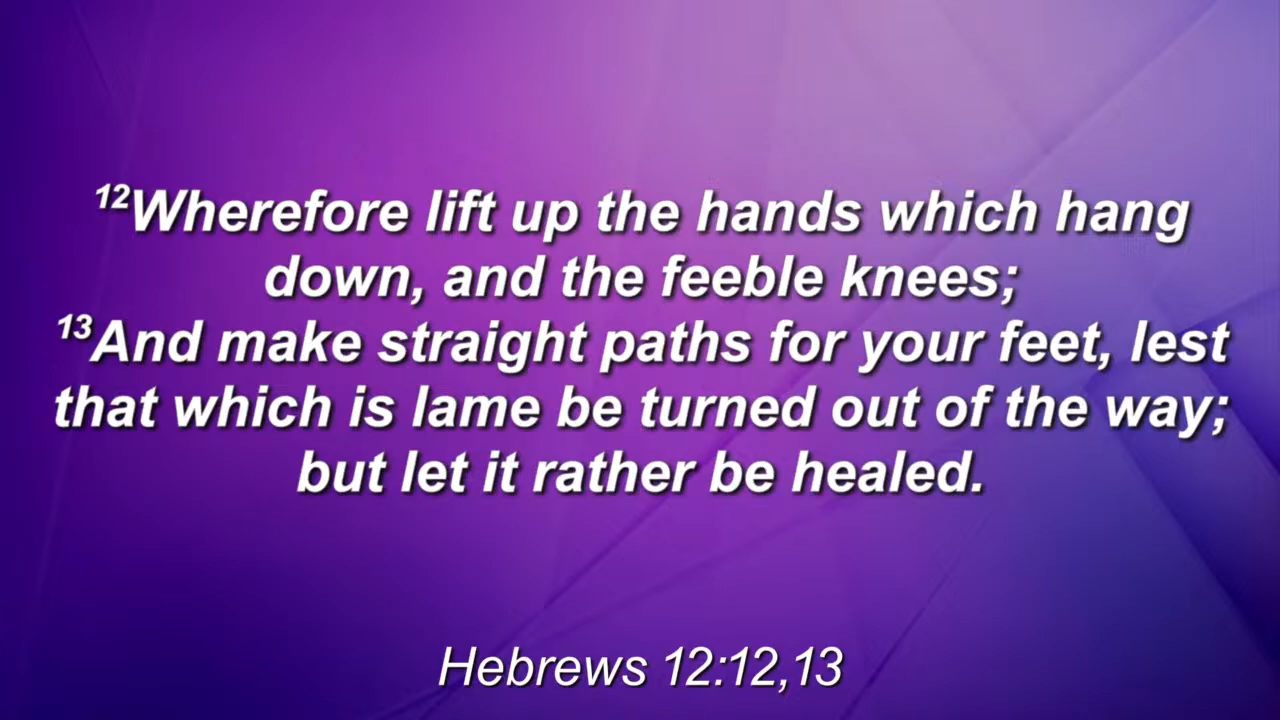 ¹²Wherefore lift up the hands which hang
down, and the feeble knees;
¹³And make straight paths for your feet, lest
that which is lame be turned out of the way;
but let it rather be healed.
Hebrews 12:12,13